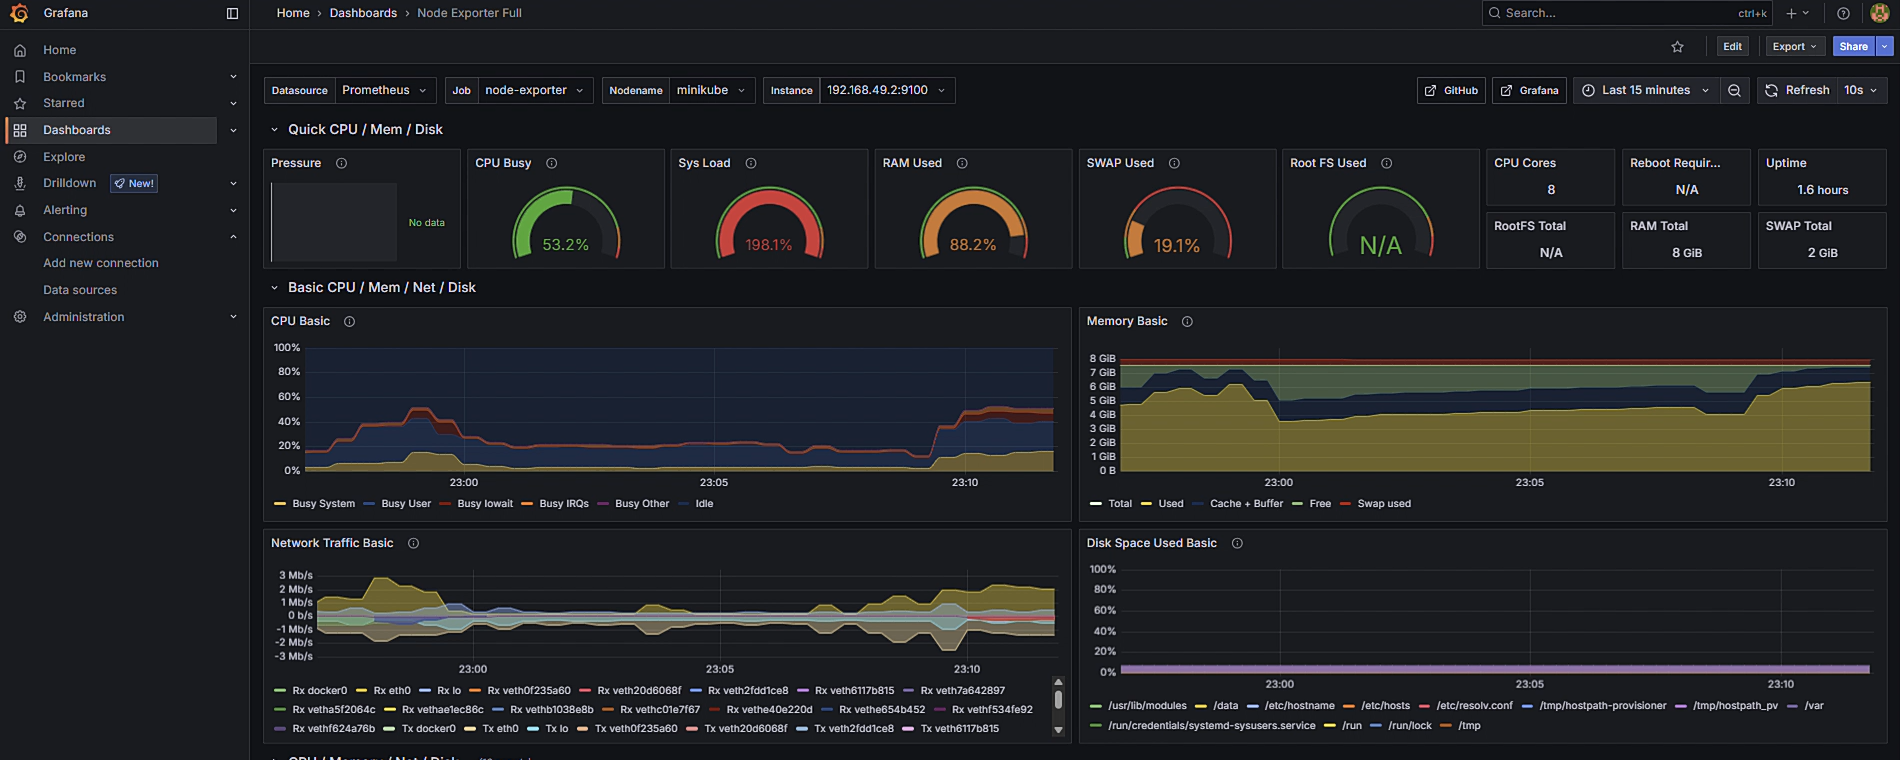 Grafana
Home › Dashboards › Node Exporter Full
Search... ctrl+k
Home
Bookmarks
Starred
Dashboards
Explore
Drilldown New!
Alerting
Connections
Add new connection
Data sources
Administration
Edit Export Share
Datasource Prometheus Job node-exporter Nodename minikube Instance 192.168.49.2:9100
GitHub Grafana Last 15 minutes Refresh 10s
Quick CPU / Mem / Disk
Pressure
No data
CPU Busy
53.2%
Sys Load
198.1%
RAM Used
88.2%
SWAP Used
19.1%
Root FS Used
N/A
CPU Cores
8
Reboot Requir...
N/A
Uptime
1.6 hours
RootFS Total
N/A
RAM Total
8 GiB
SWAP Total
2 GiB
Basic CPU / Mem / Net / Disk
CPU Basic
100%
80%
60%
40%
20%
0%
23:00 23:05 23:10
Busy System Busy User Busy Iowait Busy IRQs Busy Other Idle
Memory Basic
8 GiB
7 GiB
6 GiB
5 GiB
4 GiB
3 GiB
2 GiB
1 GiB
0 B
23:00 23:05 23:10
Total Used Cache + Buffer Free Swap used
Network Traffic Basic
3 Mb/s
2 Mb/s
1 Mb/s
0 b/s
-1 Mb/s
-2 Mb/s
-3 Mb/s
23:00 23:05 23:10
Rx docker0 Rx eth0 Rx lo Rx veth0f235a60 Rx veth20d6068f Rx veth2fdd1ce8 Rx veth6117b815 Rx veth7a642897
Rx vetha5f2064c Rx vethae1ec86c Rx vethb1038e8b Rx vethc01e7f67 Rx vethe40e220d Rx vethe654b452 Rx vethf534fe92
Rx vethf624a76b Tx docker0 Tx eth0 Tx lo Tx veth0f235a60 Tx veth20d6068f Tx veth2fdd1ce8 Tx veth6117b815
Disk Space Used Basic
100%
80%
60%
40%
20%
0%
23:00 23:05 23:10
/usr/lib/modules /data /etc/hostname /etc/hosts /etc/resolv.conf /tmp/hostpath-provisioner /tmp/hostpath_pv /var
/run/credentials/systemd-sysusers.service /run /run/lock /tmp